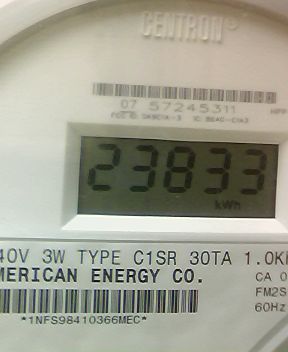 CENTRON®
07 57245311
23833
kWh
40V 3W TYPE C1SR 30TA 1.0K
MERICAN ENERGY CO.
CA 0
FM2S
60Hz
*1NFS98410366MEC*